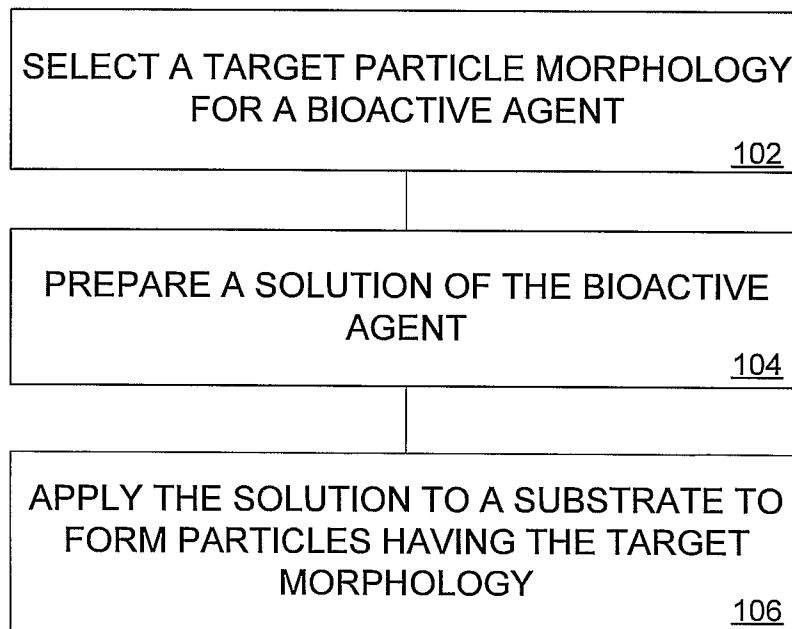 SELECT A TARGET PARTICLE MORPHOLOGY
FOR A BIOACTIVE AGENT
102
PREPARE A SOLUTION OF THE BIOACTIVE
AGENT
104
APPLY THE SOLUTION TO A SUBSTRATE TO
FORM PARTICLES HAVING THE TARGET
MORPHOLOGY
106